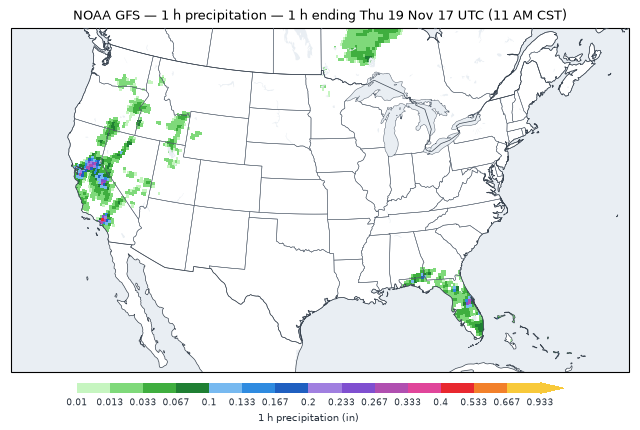 NOAA GFS — 1 h precipitation — 1 h ending Thu 19 Nov 17 UTC (11 AM CST)
0.01 0.013 0.033 0.067 0.1 0.133 0.167 0.2 0.233 0.267 0.333 0.4 0.533 0.667 0.933
1 h precipitation (in)